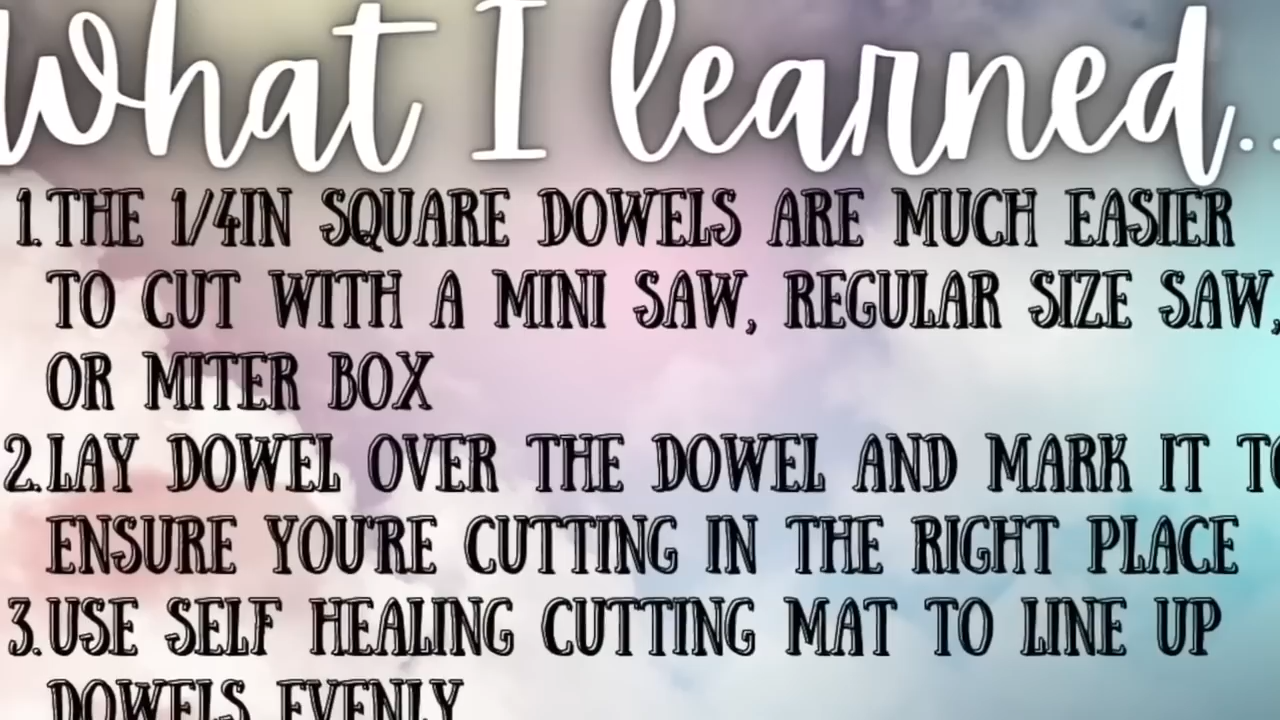 What I learned..
1. THE 1/4IN SQUARE DOWELS ARE MUCH EASIER
TO CUT WITH A MINI SAW, REGULAR SIZE SAW,
OR MITER BOX
2. LAY DOWEL OVER THE DOWEL AND MARK IT TO
ENSURE YOU'RE CUTTING IN THE RIGHT PLACE
3. USE SELF HEALING CUTTING MAT TO LINE UP
DOWELS EVENLY